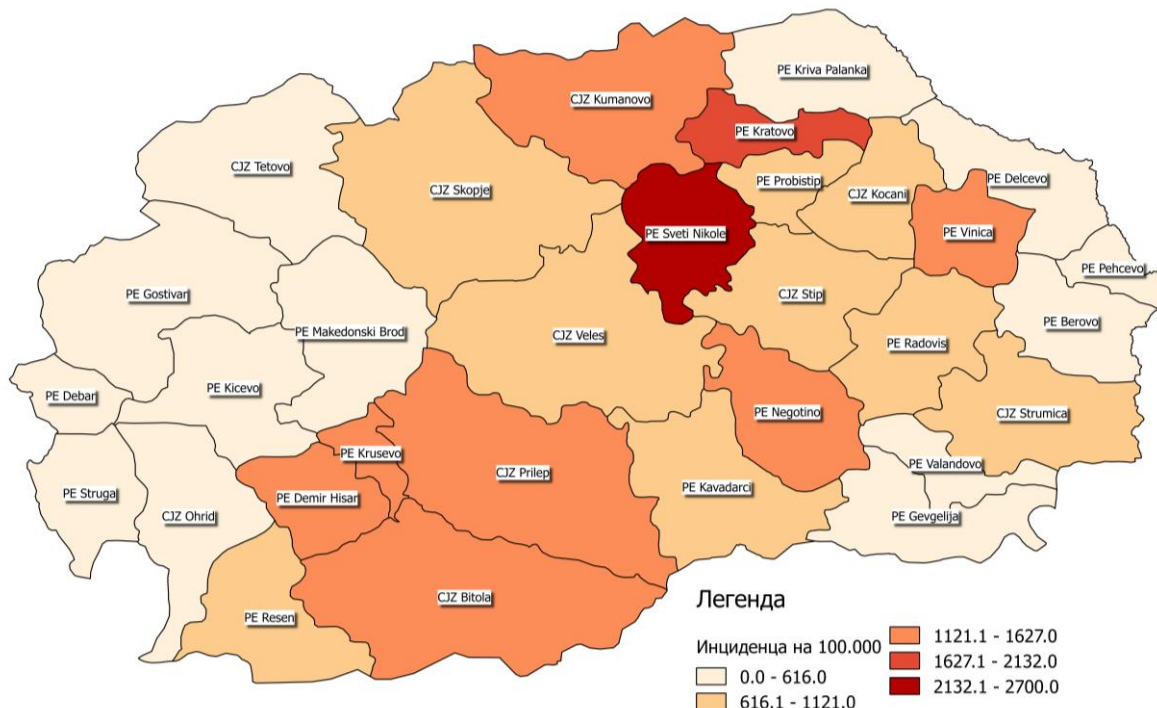 PE Kriva Palanka
CJZ Kumanovo
PE Kratovo
CJZ Tetovo
CJZ Skopje
PE Probistip
CJZ Kocani
PE Delcevo
PE Sveti Nikole
PE Vinica
PE Pehcevo
PE Gostivar
CJZ Stip
PE Berovo
PE Makedonski Brod
CJZ Veles
PE Radovis
PE Debar
PE Kicevo
PE Negotino
CJZ Strumica
PE Krusevo
CJZ Prilep
PE Valandovo
PE Struga
PE Demir Hisar
PE Kavadarci
CJZ Ohrid
PE Gevgelija
CJZ Bitola
PE Resen
Легенда
Инциденца на 100.000
0.0 - 616.0
616.1 - 1121.0
1121.1 - 1627.0
1627.1 - 2132.0
2132.1 - 2700.0